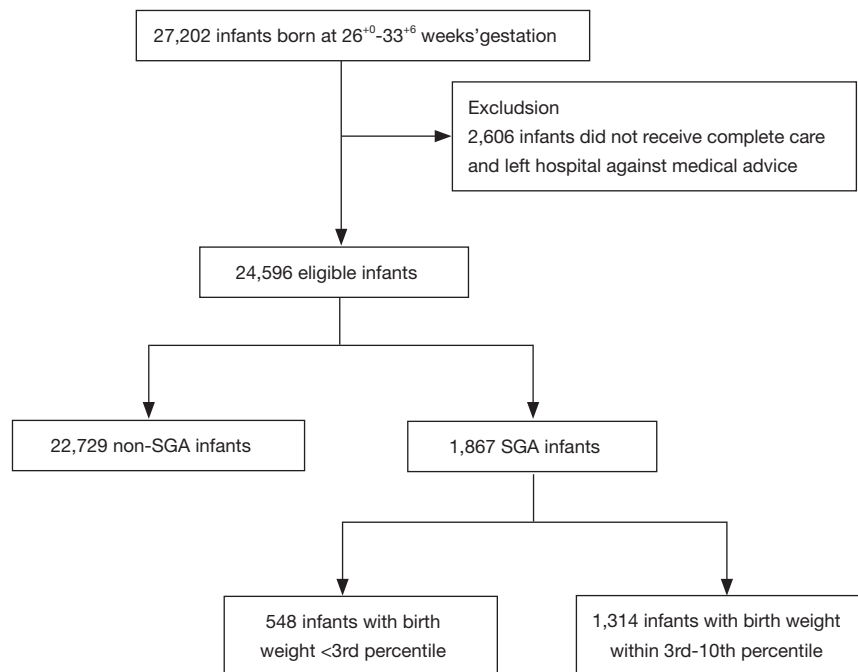 27,202 infants born at 26⁺⁰-33⁺⁶ weeks'gestation
Excludsion
2,606 infants did not receive complete care
and left hospital against medical advice
24,596 eligible infants
22,729 non-SGA infants
1,867 SGA infants
548 infants with birth
weight <3rd percentile
1,314 infants with birth weight
within 3rd-10th percentile